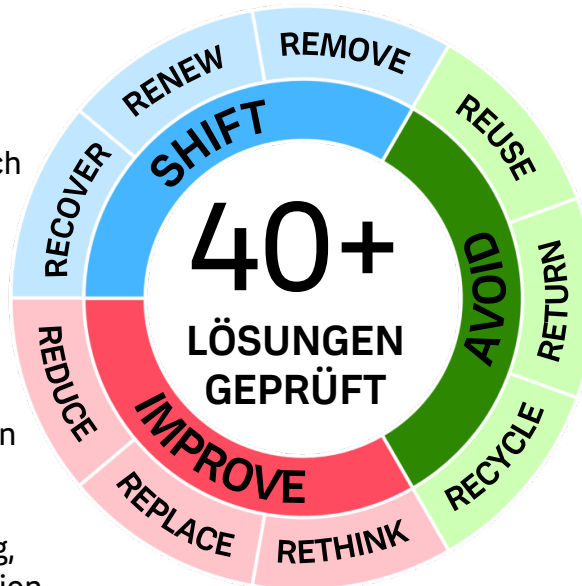 REMOVE
RENEW
RECOVER
SHIFT
REUSE
RETURN
RECYCLE
AVOID
REDUCE
REPLACE
RETHINK
IMPROVE
40+
LÖSUNGEN
GEPRÜFT